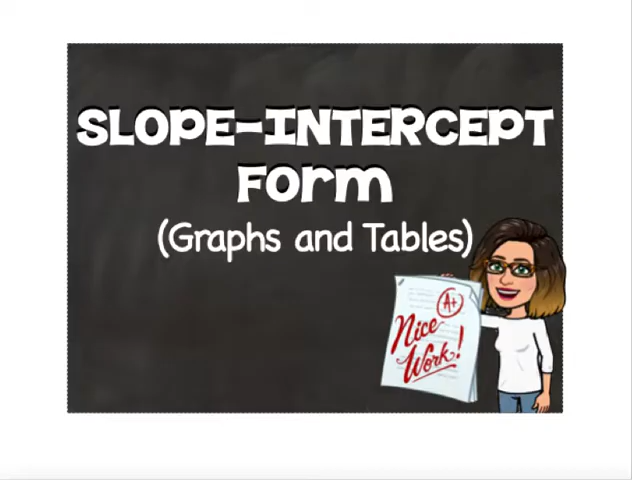 SLOPE-INTERCEPT
Form
(Graphs and Tables)
A+
Nice
Work!